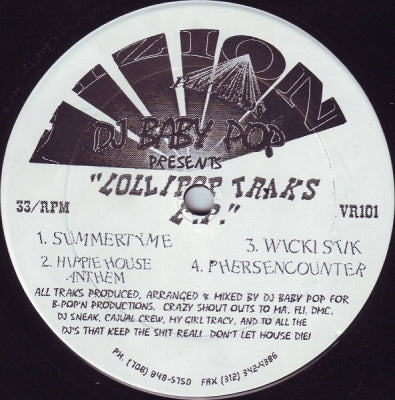 VIZION
RECORDS
DJ BABY POP
PRESENTS
"LOLLIPOP TRAKS
E.P."
33/RPM
VR101
1. SUMMERTYME
2. HIPPIE HOUSE
ANTHEM
3. WICKI STIK
4. PHERSENCOUNTER
ALL TRAKS PRODUCED, ARRANGED & MIXED BY DJ BABY POP FOR
B-POP'N PRODUCTIONS. CRAZY SHOUT OUTS TO MA. FLI, DMC,
DJ SNEAK, CAJUAL CREW, MY GIRL TRACY, AND TO ALL THE
DJ'S THAT KEEP THE SHIT REAL! DON'T LET HOUSE DIE!
PH. (708) 848-5750 FAX (312) 342-4386